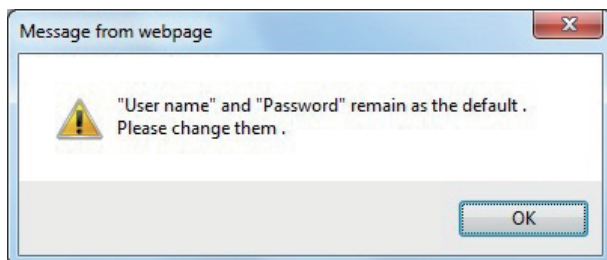 Message from webpage
"User name" and "Password" remain as the default .
Please change them .
OK